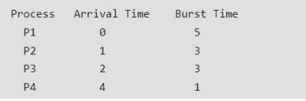 Process Arrival Time Burst Time
P1 0 5
P2 1 3
P3 2 3
P4 4 1